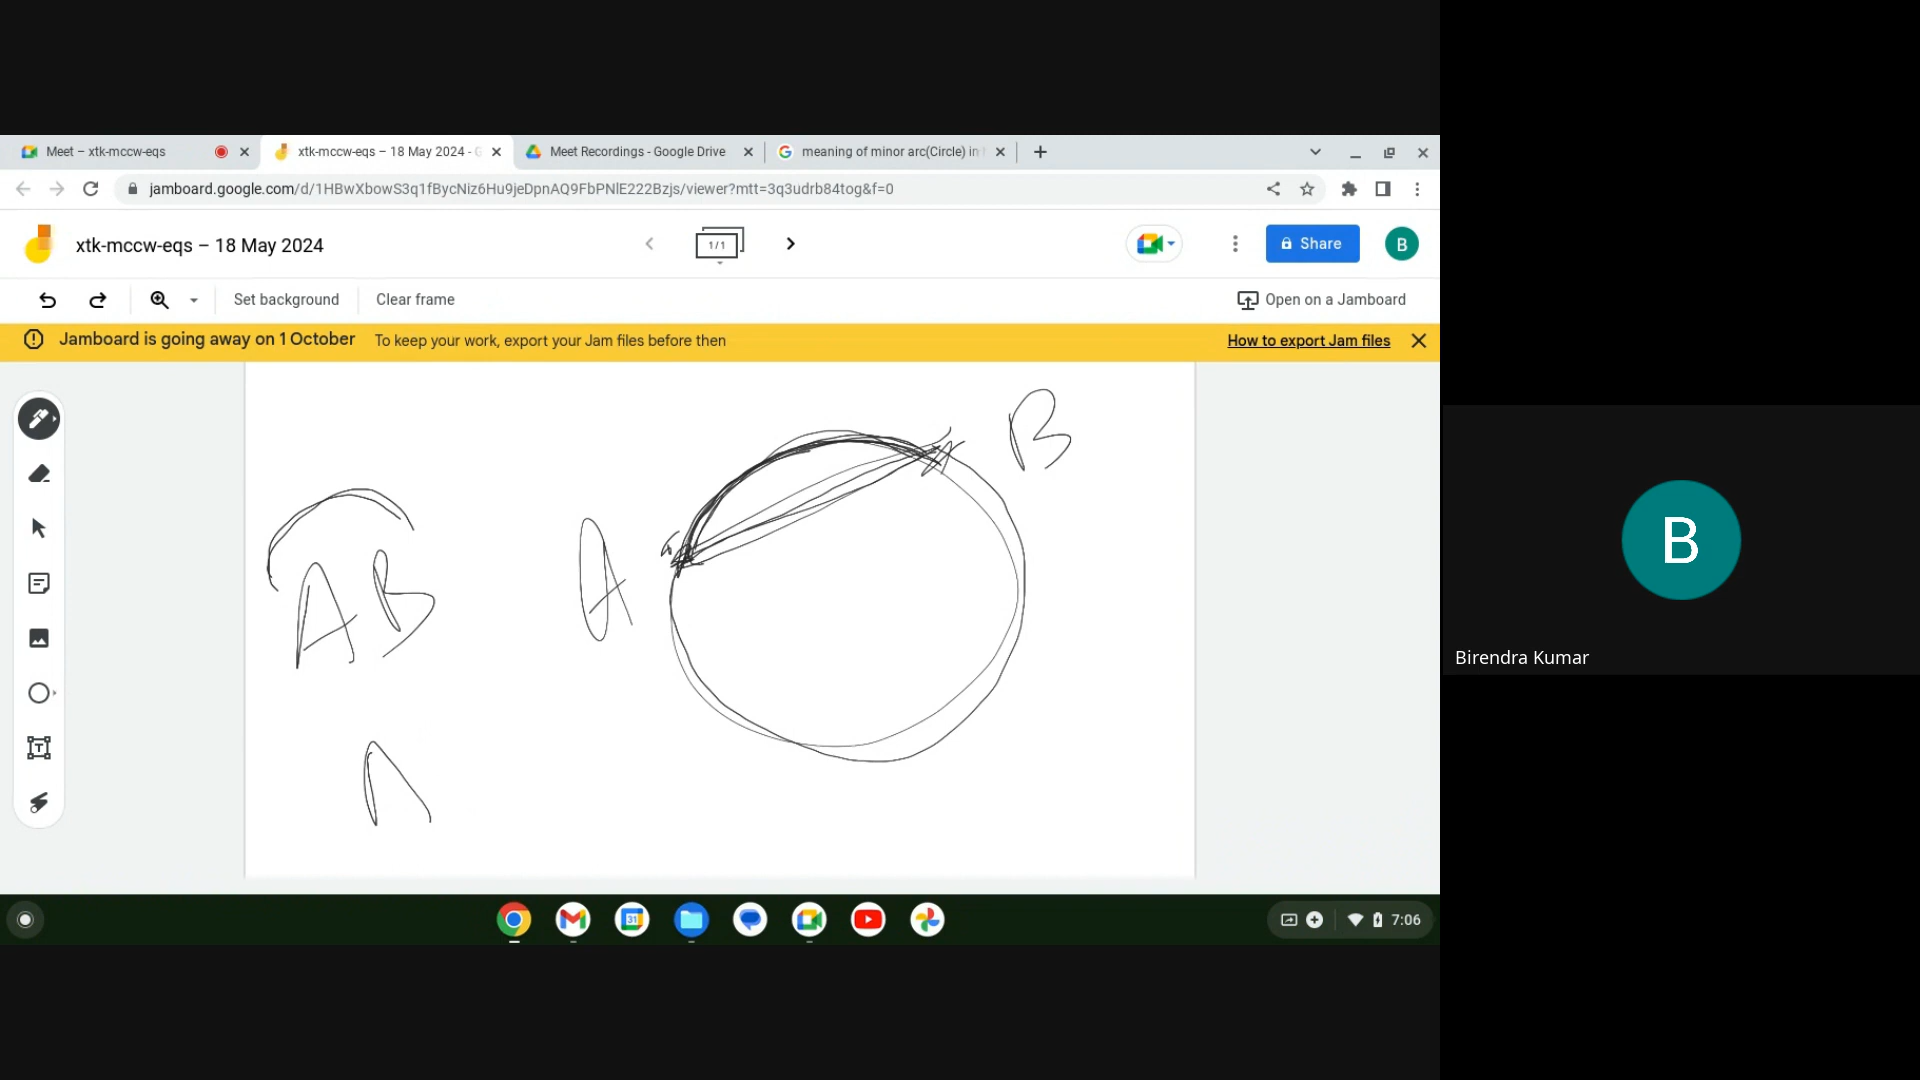 Meet – xtk-mccw-eqs
xtk-mccw-eqs – 18 May 2024 - G
Meet Recordings - Google Drive
meaning of minor arc(Circle) in
jamboard.google.com/d/1HBwXbowS3q1fBycNiz6Hu9jeDpnAQ9FbPNlE222Bzjs/viewer?mtt=3q3udrb84tog&f=0
xtk-mccw-eqs – 18 May 2024
1/1
Share
B
Set background
Clear frame
Open on a Jamboard
Jamboard is going away on 1 October To keep your work, export your Jam files before then
How to export Jam files
B
A
AB
B
Birendra Kumar
31
7:06